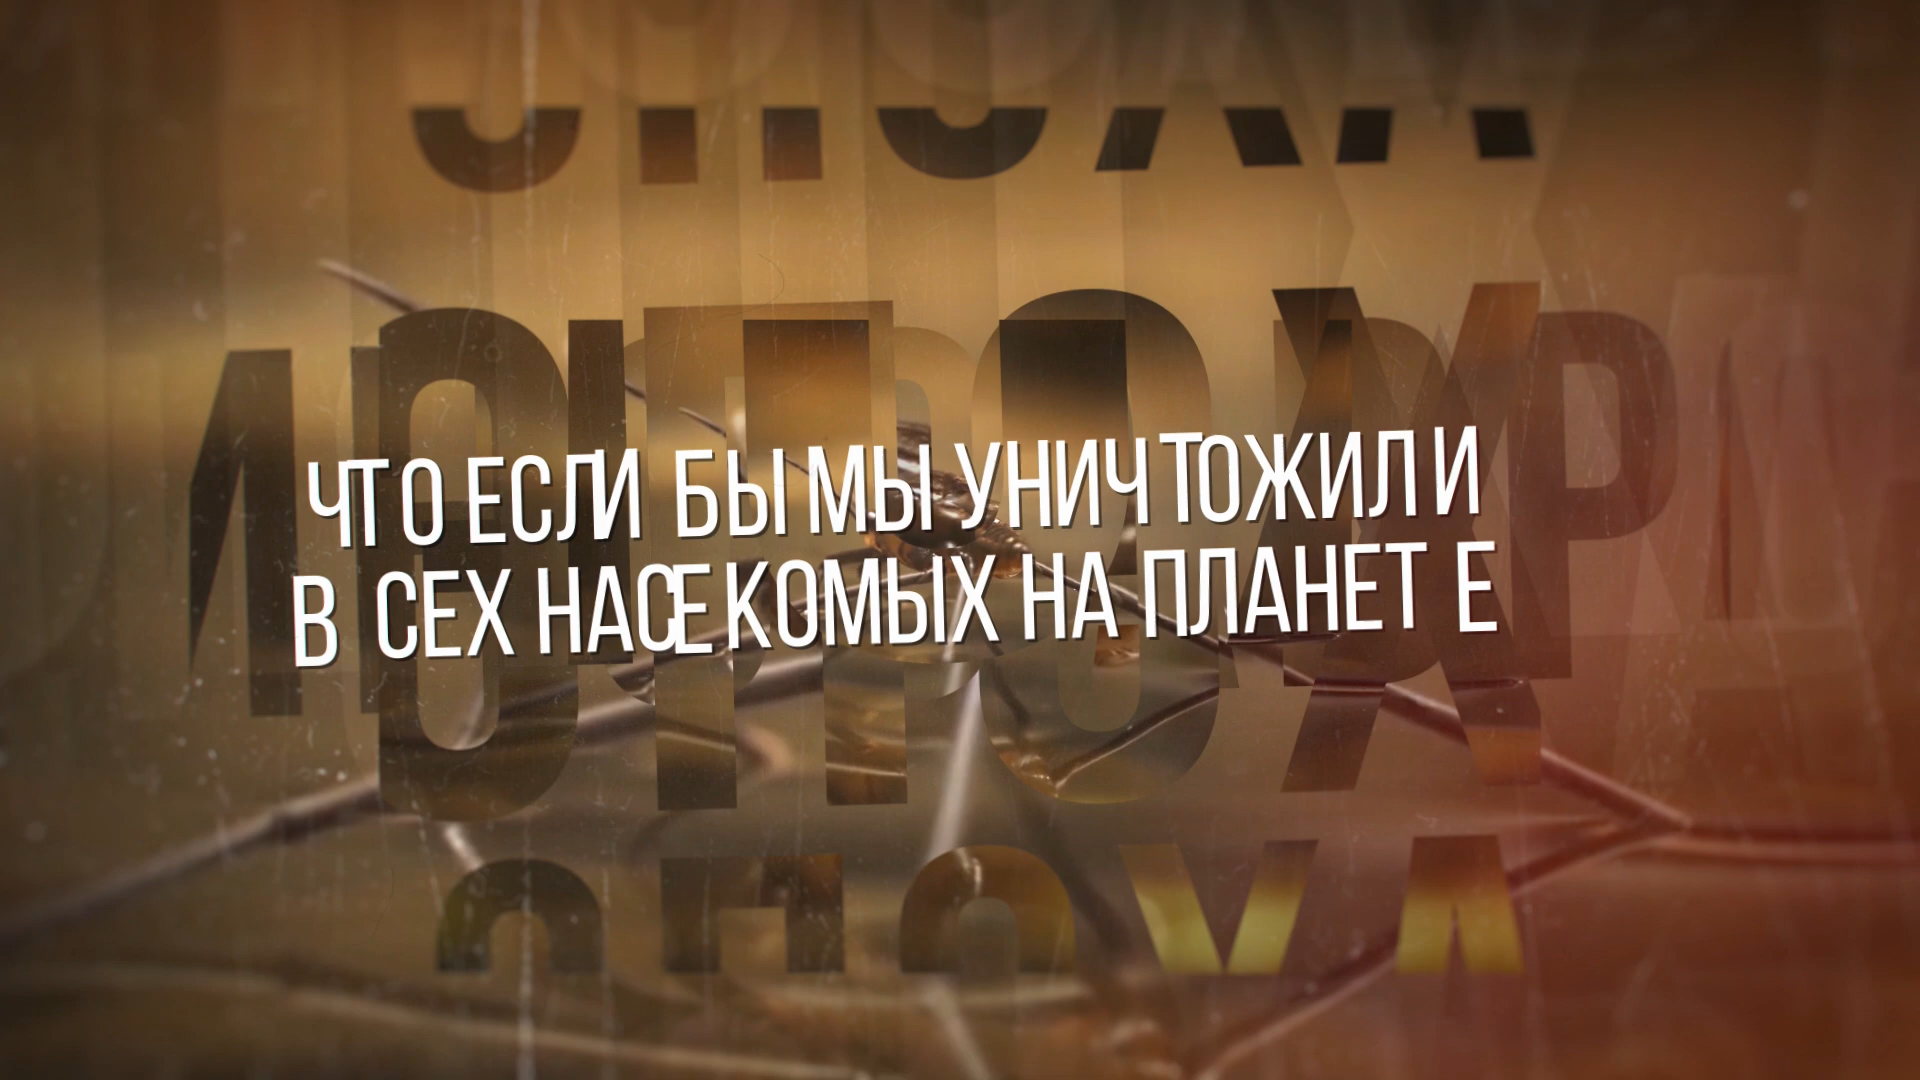 ЧТО ЕСЛИ БЫ МЫ УНИЧТОЖИЛИ
ВСЕХ НАСЕКОМЫХ НА ПЛАНЕТЕ